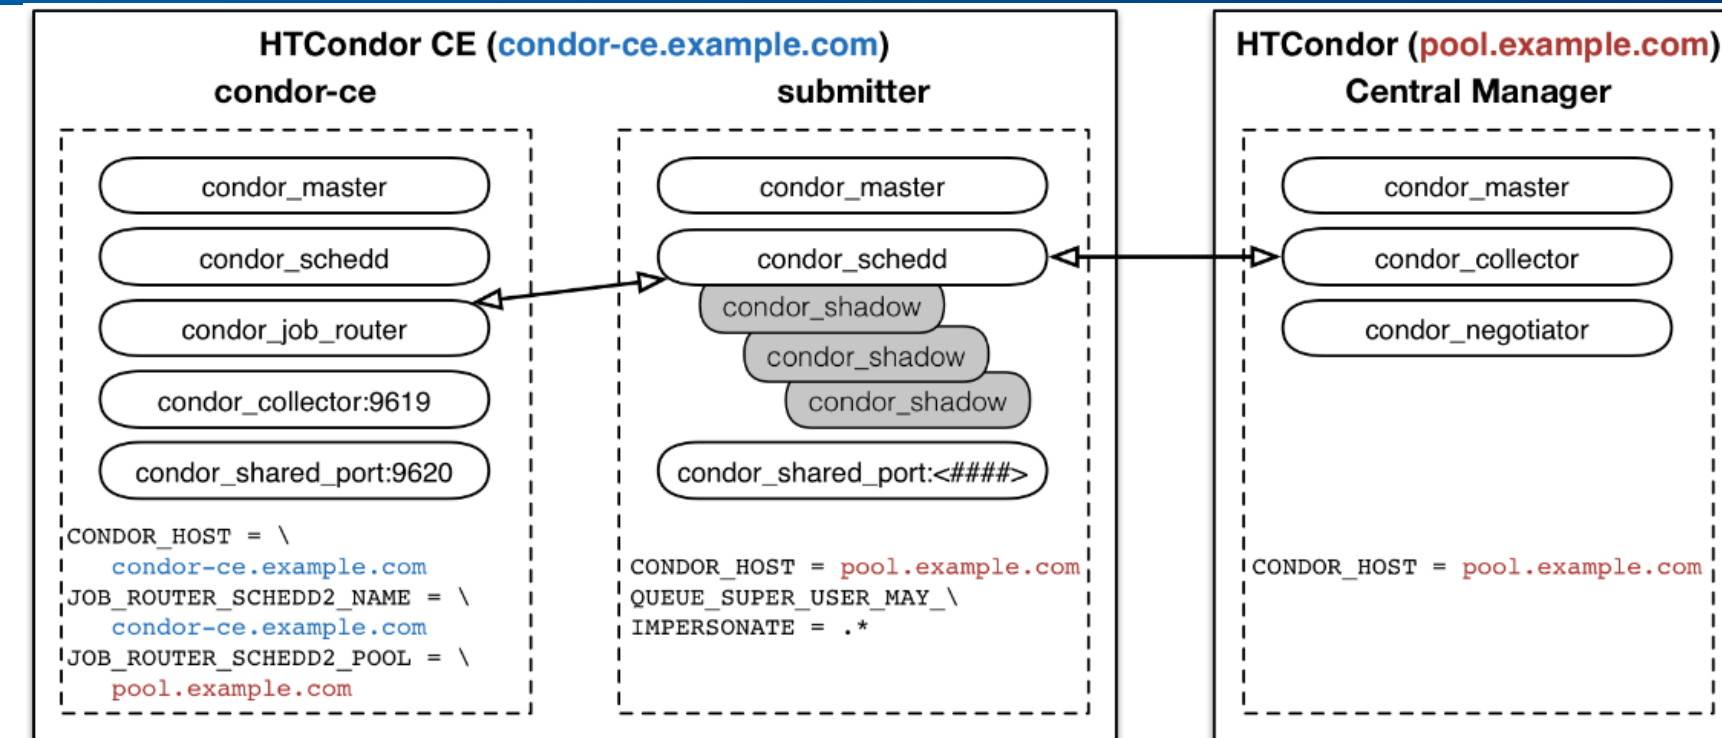 HTCondor CE (condor-ce.example.com)
condor-ce
condor_master
condor_schedd
condor_job_router
condor_collector:9619
condor_shared_port:9620
CONDOR_HOST = \
condor-ce.example.com
JOB_ROUTER_SCHEDD2_NAME = \
condor-ce.example.com
JOB_ROUTER_SCHEDD2_POOL = \
pool.example.com
submitter
condor_master
condor_schedd
condor_shadow
condor_shadow
condor_shadow
condor_shared_port:<####>
CONDOR_HOST = pool.example.com
QUEUE_SUPER_USER_MAY_\
IMPERSONATE = .*
HTCondor (pool.example.com)
Central Manager
condor_master
condor_collector
condor_negotiator
CONDOR_HOST = pool.example.com